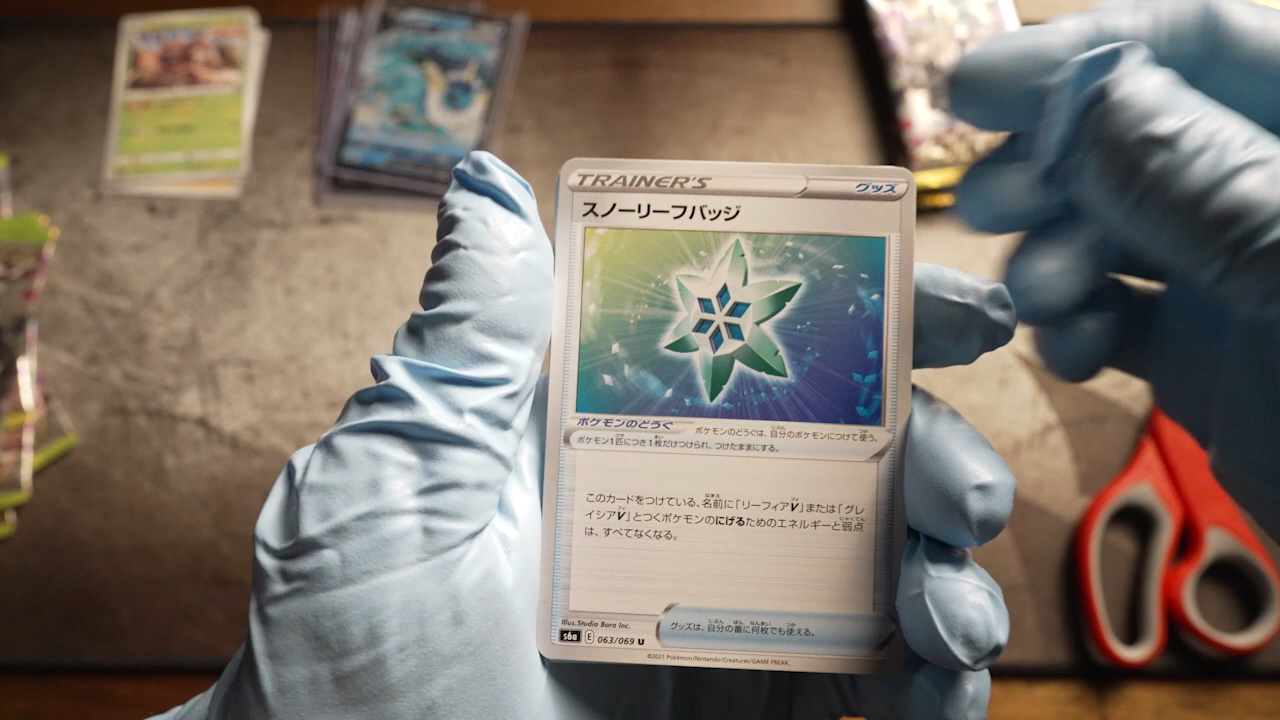 TRAINER'S グッズ
スノーリーフバッジ
ポケモンのどうぐ ポケモンのどうぐは、自分のポケモンにつけて使う。
ポケモン1匹につき1枚だけつけられ、つけたままにする。
このカードをつけている、名前に「リーフィアV」または「グレ
イシアV」とつくポケモンのにげるためのエネルギーと弱点
は、すべてなくなる。
Illus.Studio Bora Inc.
s6a E 063/069 U
グッズは、自分の番に何枚でも使える。
©2021 Pokémon/Nintendo/Creatures/GAME FREAK.